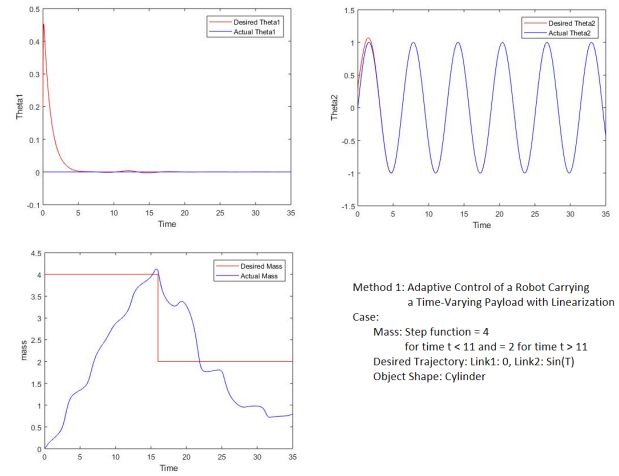 0.5
0.4
0.3
0.2
0.1
0
-0.1
Theta1
0 5 10 15 20 25 30 35
Time
Desired Theta1
Actual Theta1
1.5
1
0.5
0
-0.5
-1
-1.5
Theta2
0 5 10 15 20 25 30 35
Time
Desired Theta2
Actual Theta2
4.5
4
3.5
3
2.5
2
1.5
1
0.5
0
mass
0 5 10 15 20 25 30 35
Time
Desired Mass
Actual Mass
Method 1: Adaptive Control of a Robot Carrying
a Time-Varying Payload with Linearization
Case:
Mass: Step function = 4
for time t < 11 and = 2 for time t > 11
Desired Trajectory: Link1: 0, Link2: Sin(T)
Object Shape: Cylinder